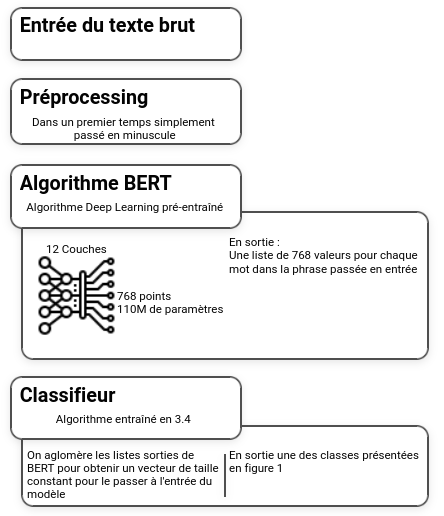 Entrée du texte brut
Préprocessing
Dans un premier temps simplement
passé en minuscule
Algorithme BERT
Algorithme Deep Learning pré-entraîné
12 Couches
768 points
110M de paramètres
En sortie :
Une liste de 768 valeurs pour chaque
mot dans la phrase passée en entrée
Classifieur
Algorithme entraîné en 3.4
On aglomère les listes sorties de
BERT pour obtenir un vecteur de taille
constant pour le passer à l'entrée du
modèle
En sortie une des classes présentées
en figure 1